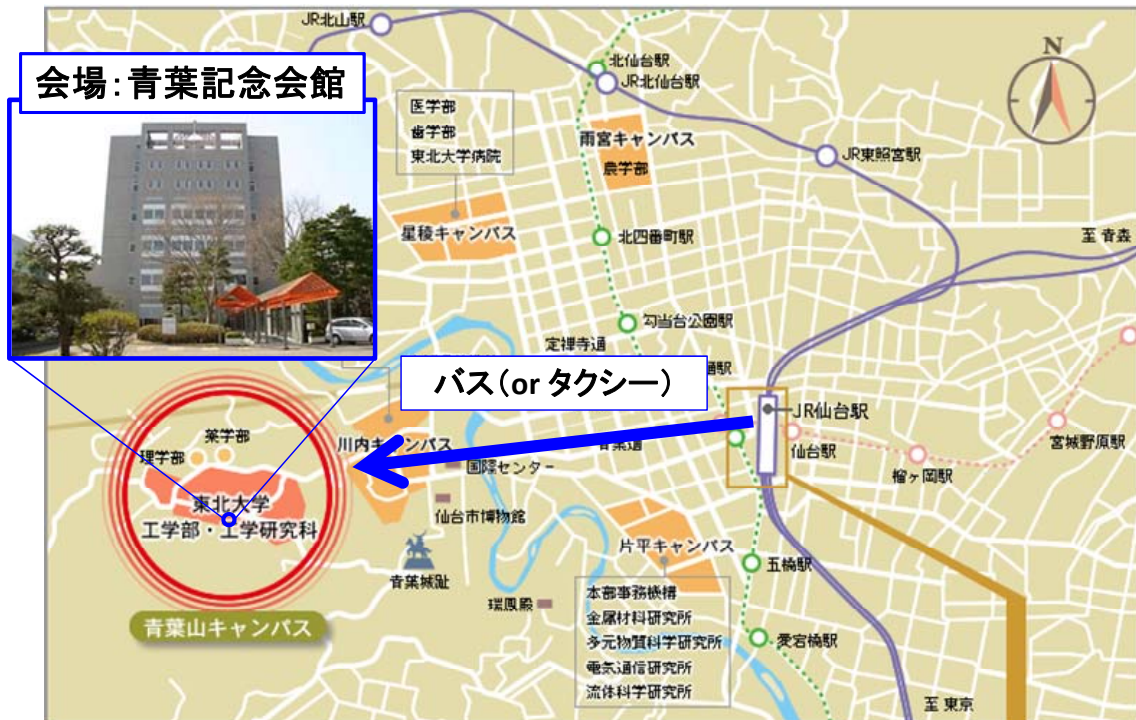 JR北山駅
N
会場：青葉記念会館
北仙台駅
JR北仙台駅
医学部
歯学部
東北大学病院
雨宮キャンパス
農学部
JR東照宮駅
星稜キャンパス
北四番町駅
至 青森
勾当台公園駅
定禅寺通
バス（or タクシー）
JR仙台駅
仙台駅
宮城野原駅
榴ヶ岡駅
青葉通
川内キャンパス
国際センター
薬学部
理学部
東北大学
工学部・工学研究科
仙台市博物館
片平キャンパス
五橋駅
青葉城趾
瑞鳳殿
本部事務機構
金属材料研究所
多元物質科学研究所
電気通信研究所
流体科学研究所
青葉山キャンパス
愛宕橋駅
至 東京